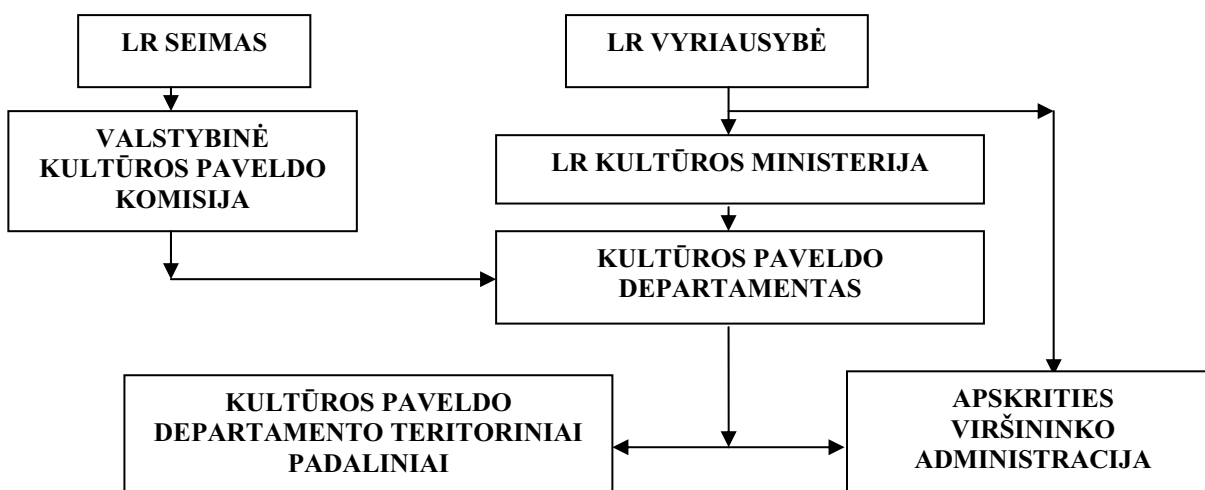 LR SEIMAS
LR VYRIAUSYBĖ
VALSTYBINĖ
KULTŪROS PAVELDO
KOMISIJA
LR KULTŪROS MINISTERIJA
KULTŪROS PAVELDO
DEPARTAMENTAS
KULTŪROS PAVELDO
DEPARTAMENTO TERITORINIAI
PADALINIAI
APSKRITIES
VIRŠININKO
ADMINISTRACIJA